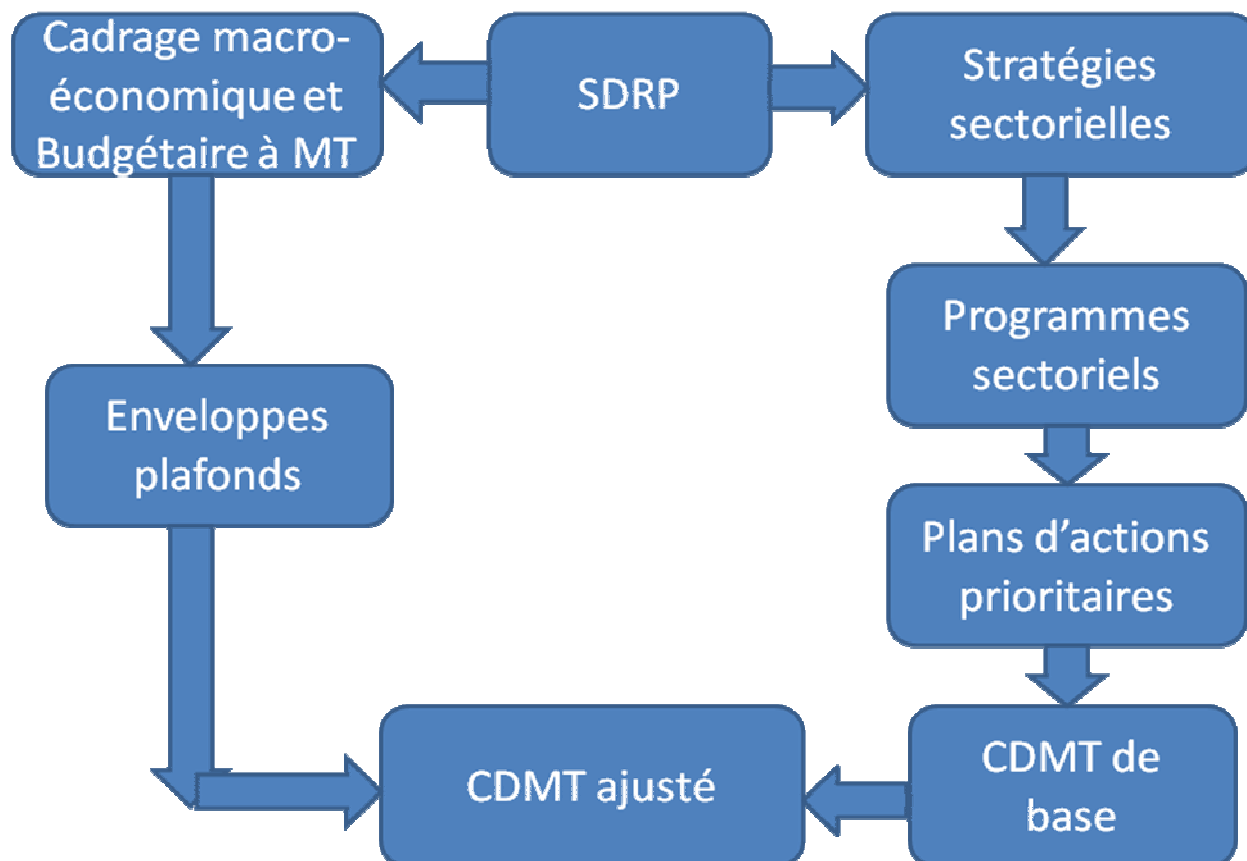 Cadrage macro-
économique et
Budgétaire à MT
SDRP
Stratégies
sectorielles
Programmes
sectoriels
Enveloppes
plafonds
Plans d’actions
prioritaires
CDMT ajusté
CDMT de
base